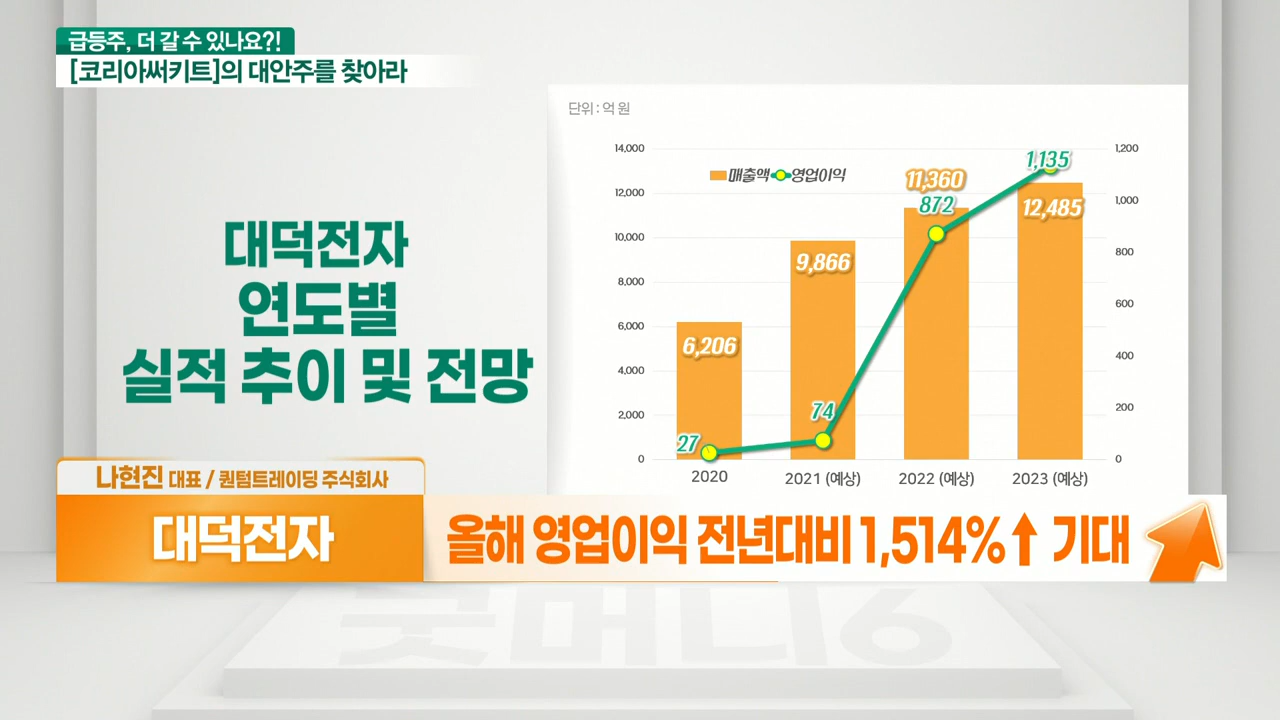 급등주, 더 갈 수 있나요?!
[코리아써키트]의 대안주를 찾아라
대덕전자
연도별
실적 추이 및 전망
단위 : 억 원
매출액 영업이익
14,000
12,000
10,000
8,000
6,000
4,000
2,000
0
1,200
1,000
800
600
400
200
0
6,206
9,866
11,360
12,485
27
74
872
1,135
2020
2021 (예상)
2022 (예상)
2023 (예상)
나현진 대표 / 퀀텀트레이딩 주식회사
대덕전자
올해 영업이익 전년대비 1,514%↑ 기대
굿머니6